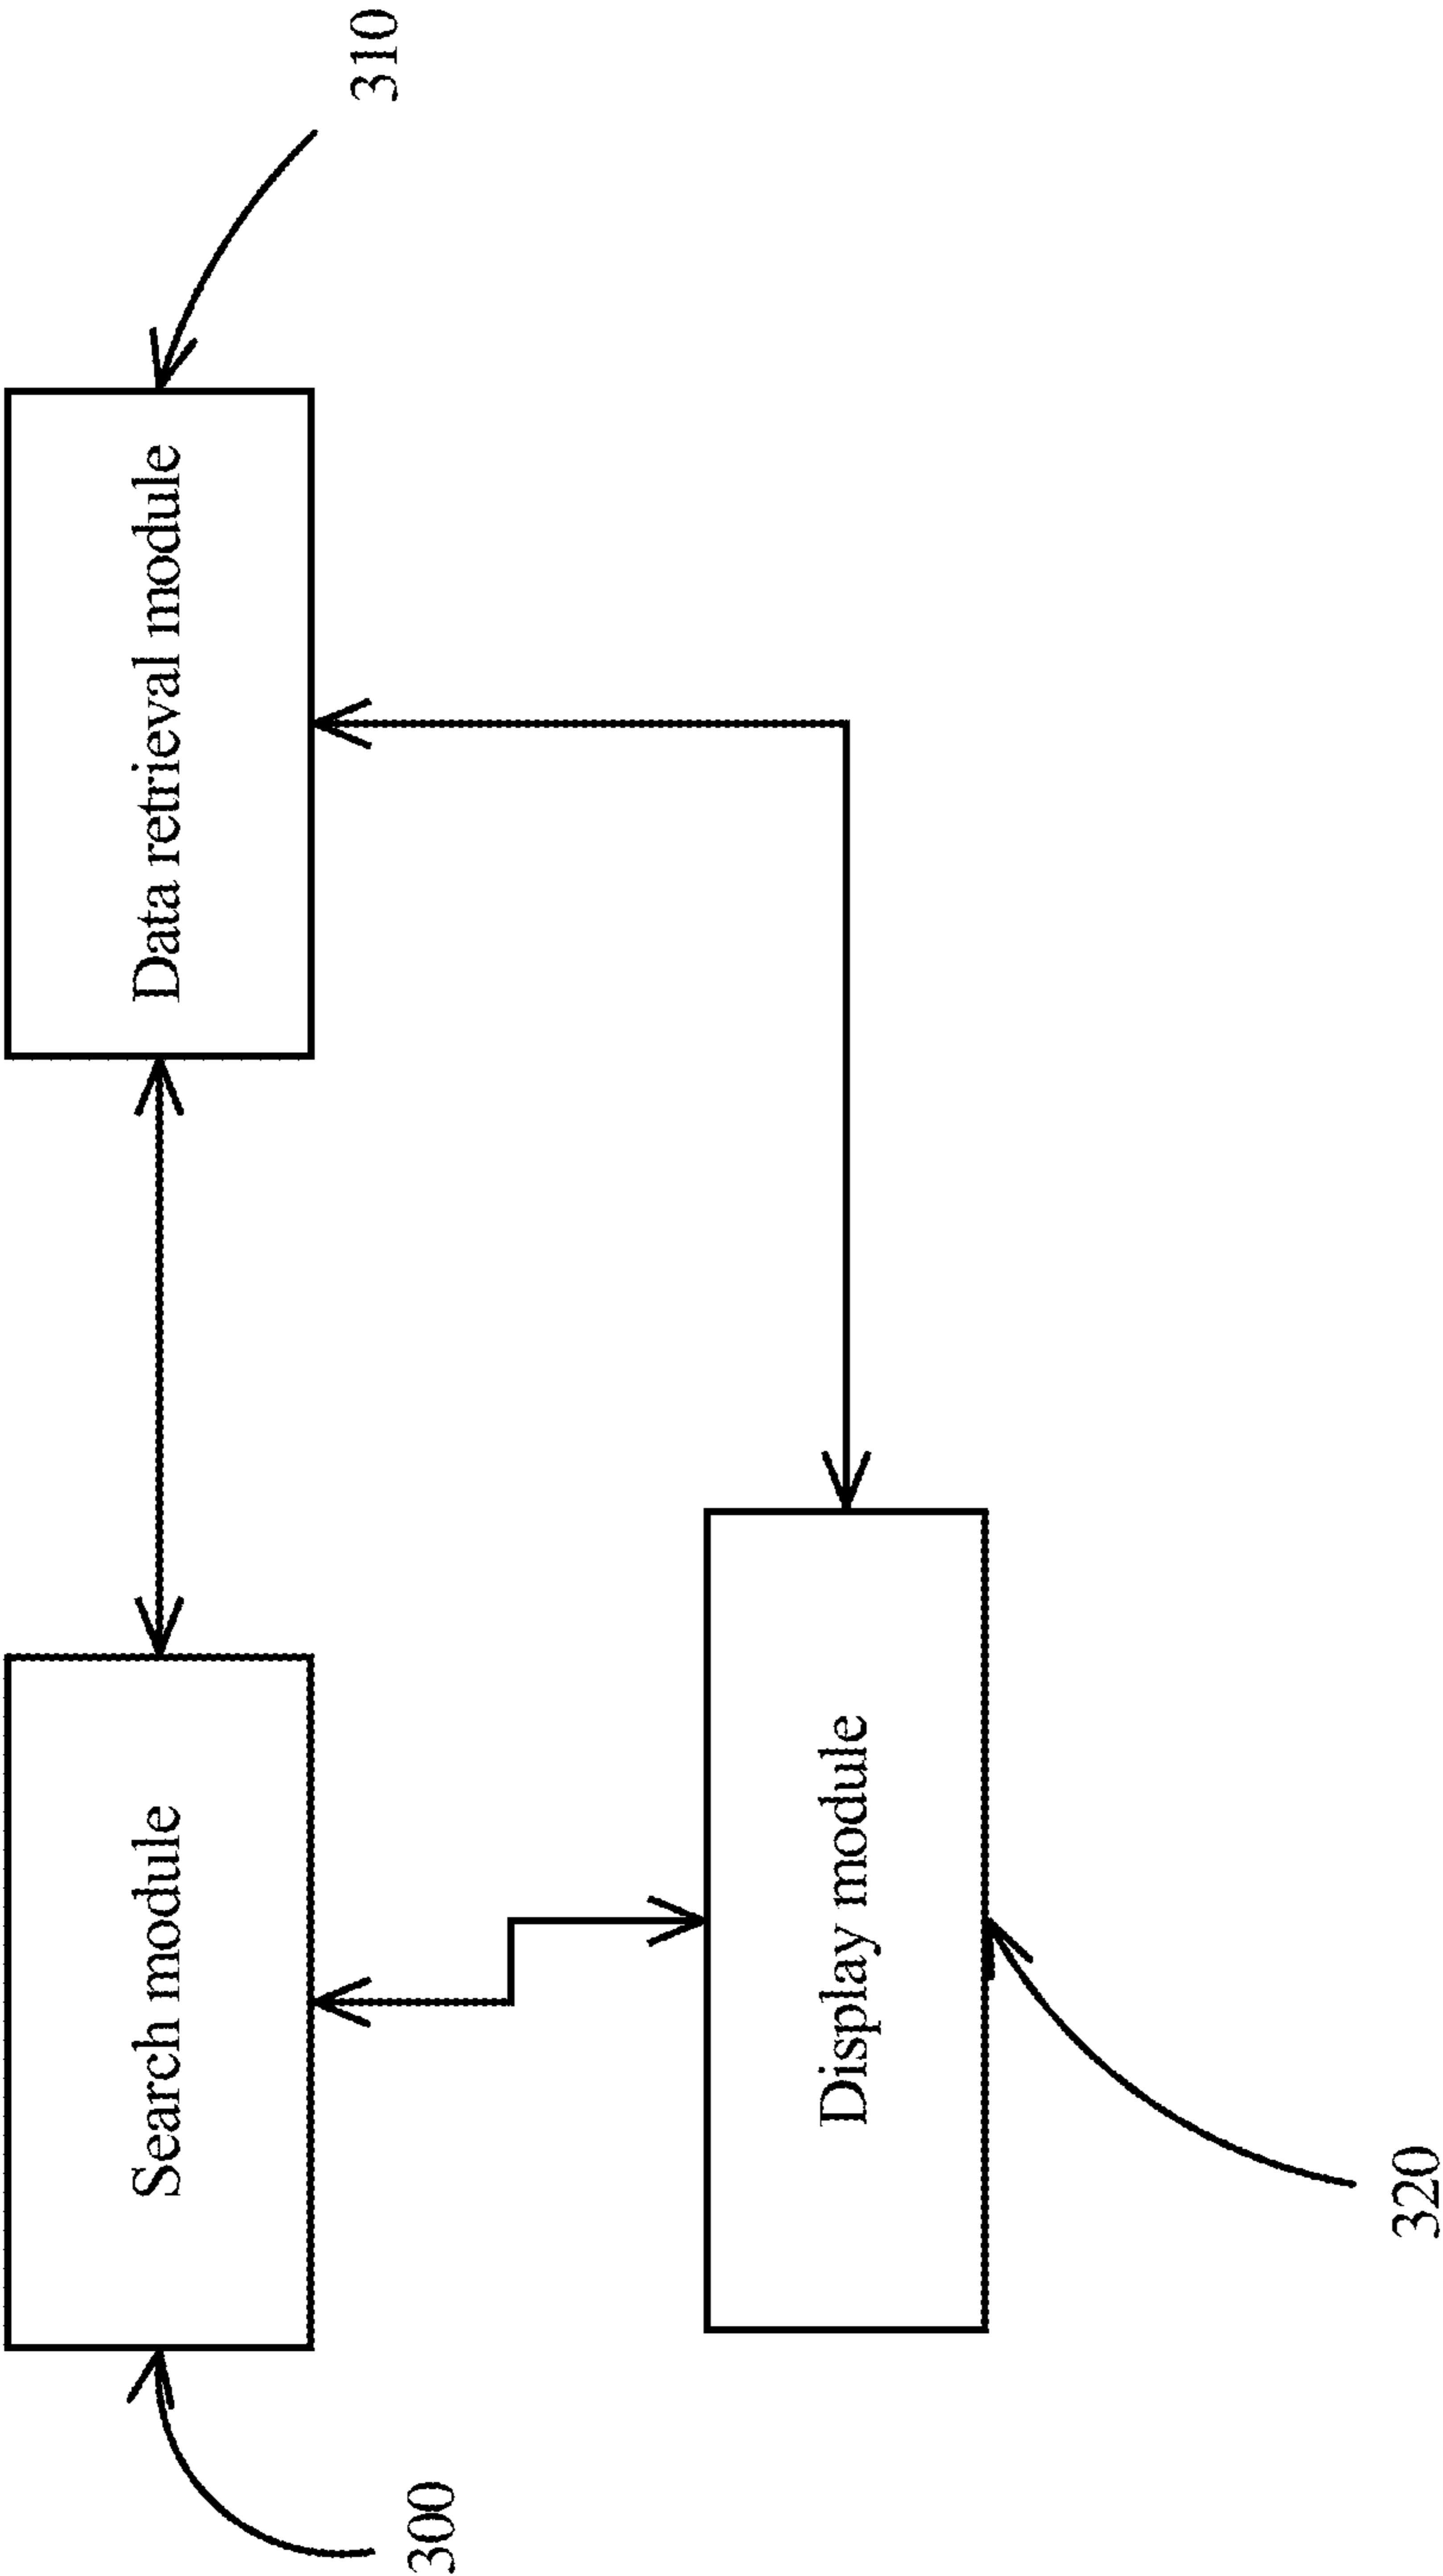 Search module
Data retrieval module
310
300
Display module
320